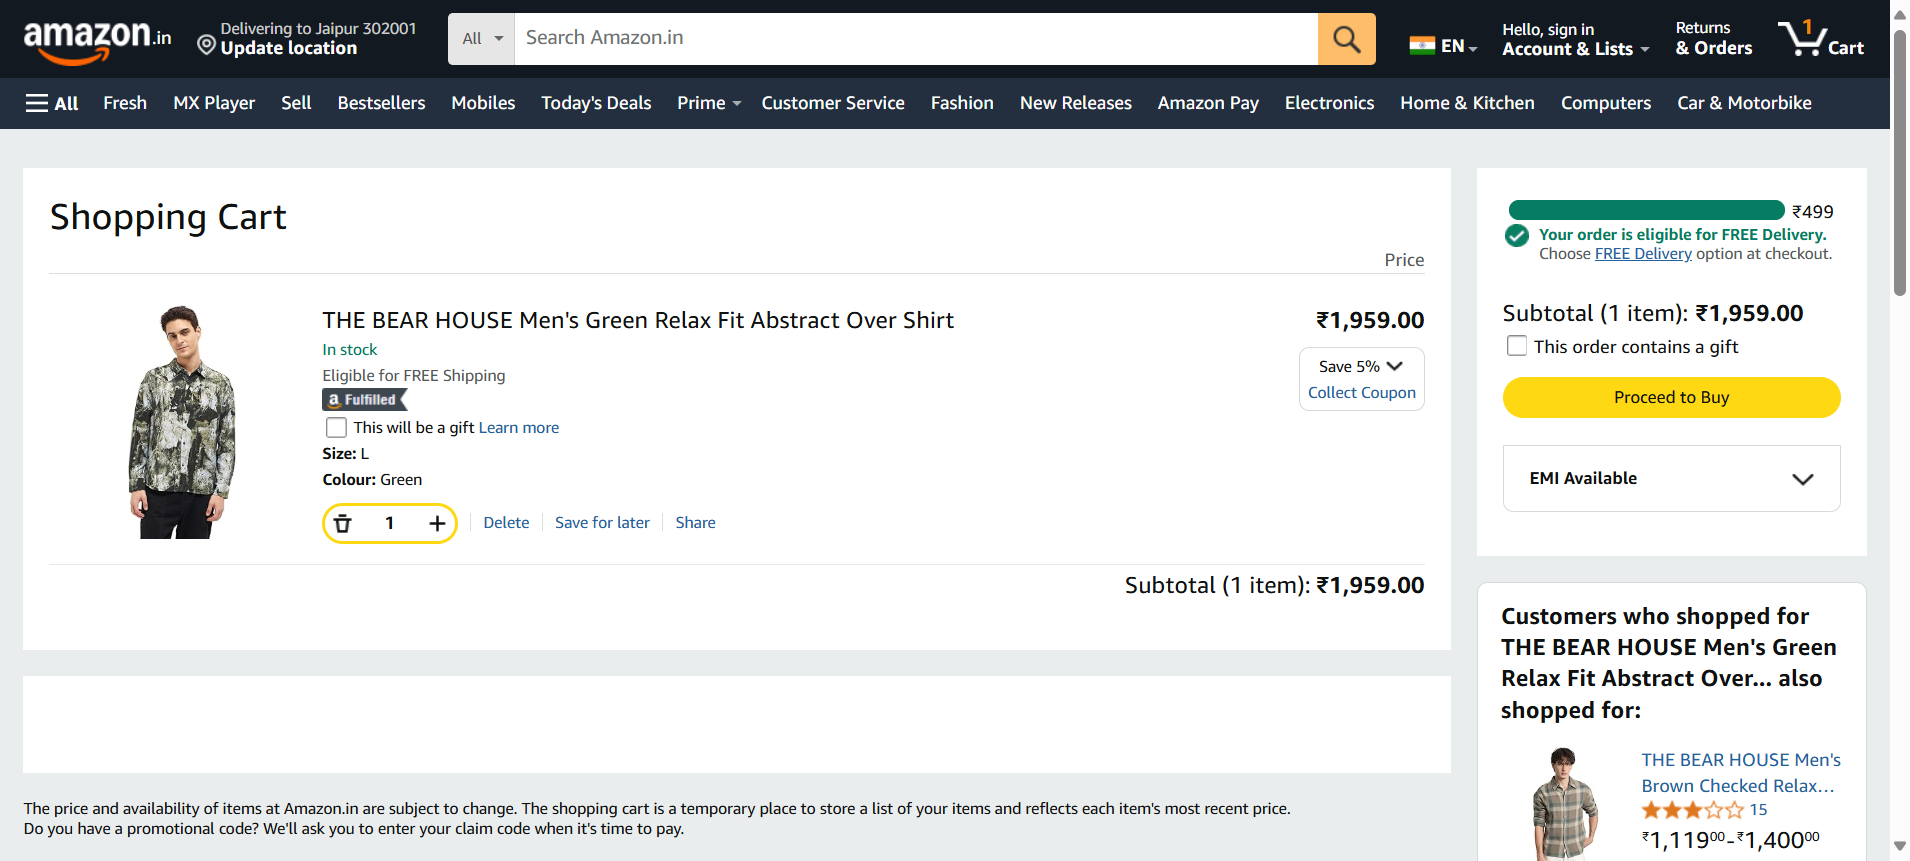 amazon.in
Delivering to Jaipur 302001
Update location
All
Search Amazon.in
EN
Hello, sign in
Account & Lists
Returns
& Orders
1
Cart
All
Fresh
MX Player
Sell
Bestsellers
Mobiles
Today's Deals
Prime
Customer Service
Fashion
New Releases
Amazon Pay
Electronics
Home & Kitchen
Computers
Car & Motorbike
Shopping Cart
Price
THE BEAR HOUSE Men's Green Relax Fit Abstract Over Shirt
₹1,959.00
In stock
Save 5%
Collect Coupon
Eligible for FREE Shipping
a Fulfilled
This will be a gift Learn more
Size: L
Colour: Green
1
Delete
Save for later
Share
Subtotal (1 item): ₹1,959.00
The price and availability of items at Amazon.in are subject to change. The shopping cart is a temporary place to store a list of your items and reflects each item's most recent price.
Do you have a promotional code? We'll ask you to enter your claim code when it's time to pay.
₹499
Your order is eligible for FREE Delivery.
Choose FREE Delivery option at checkout.
Subtotal (1 item): ₹1,959.00
This order contains a gift
Proceed to Buy
EMI Available
Customers who shopped for
THE BEAR HOUSE Men's Green
Relax Fit Abstract Over... also
shopped for:
THE BEAR HOUSE Men's
Brown Checked Relax...
15
₹1,11900-₹1,40000